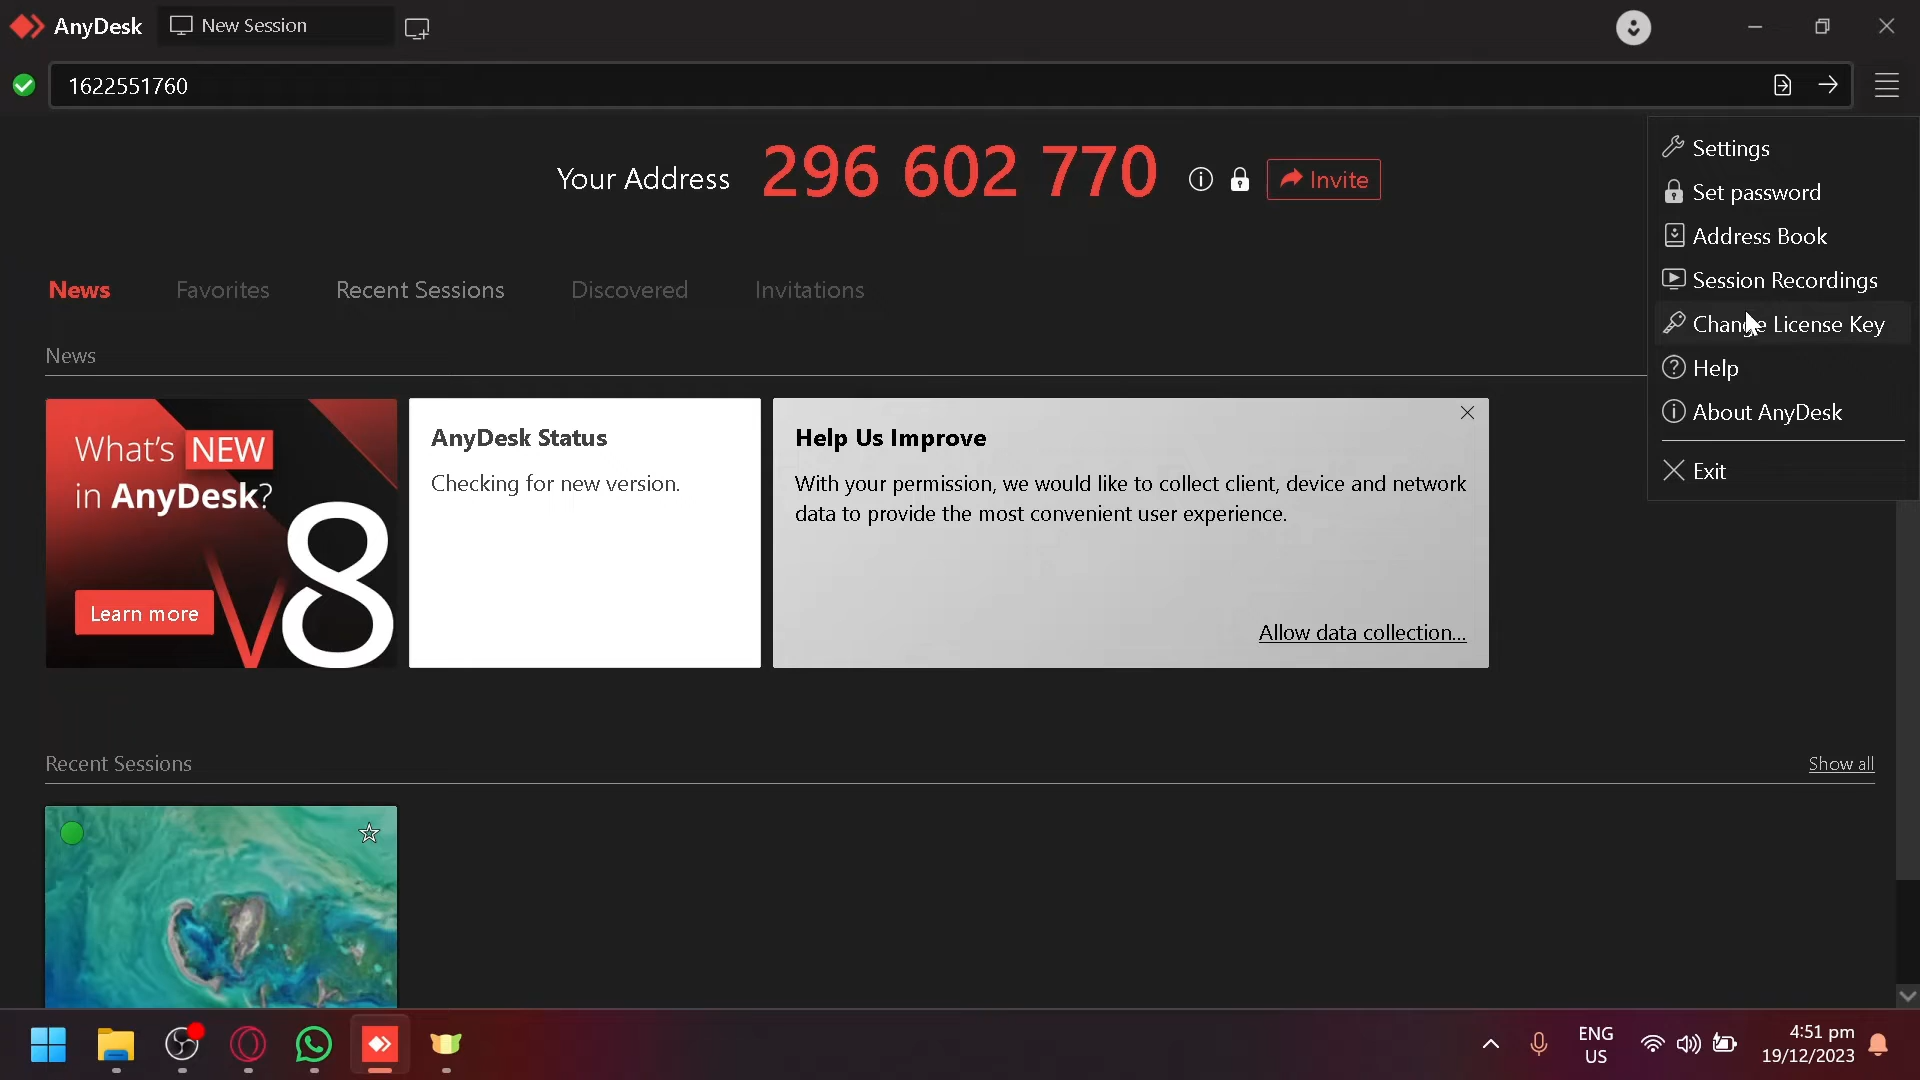 AnyDesk
New Session
1622551760
Your Address 296 602 770
Invite
Settings
Set password
Address Book
Session Recordings
Change License Key
Help
About AnyDesk
Exit
News Favorites Recent Sessions Discovered Invitations
News
What's NEW
in AnyDesk?
V8
Learn more
AnyDesk Status
Checking for new version.
Help Us Improve
With your permission, we would like to collect client, device and network
data to provide the most convenient user experience.
Allow data collection...
Recent Sessions
Show all
ENG
US
4:51 pm
19/12/2023